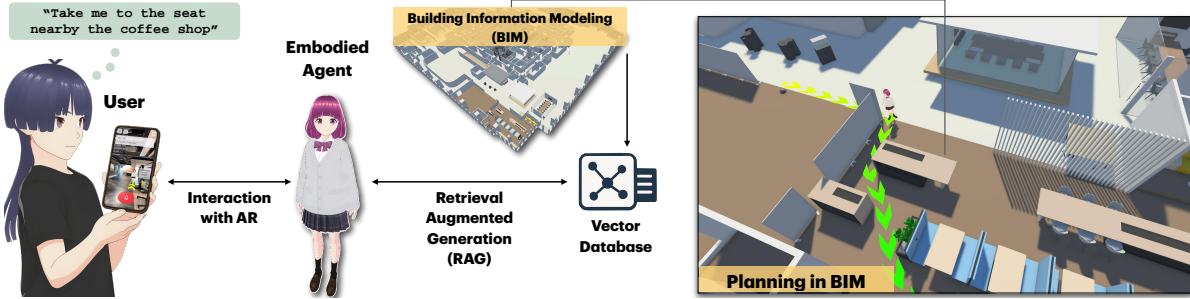 “Take me to the seat
nearby the coffee shop”
User
Embodied
Agent
Interaction
with AR
Building Information Modeling
(BIM)
Retrieval
Augmented
Generation
(RAG)
Vector
Database
Planning in BIM